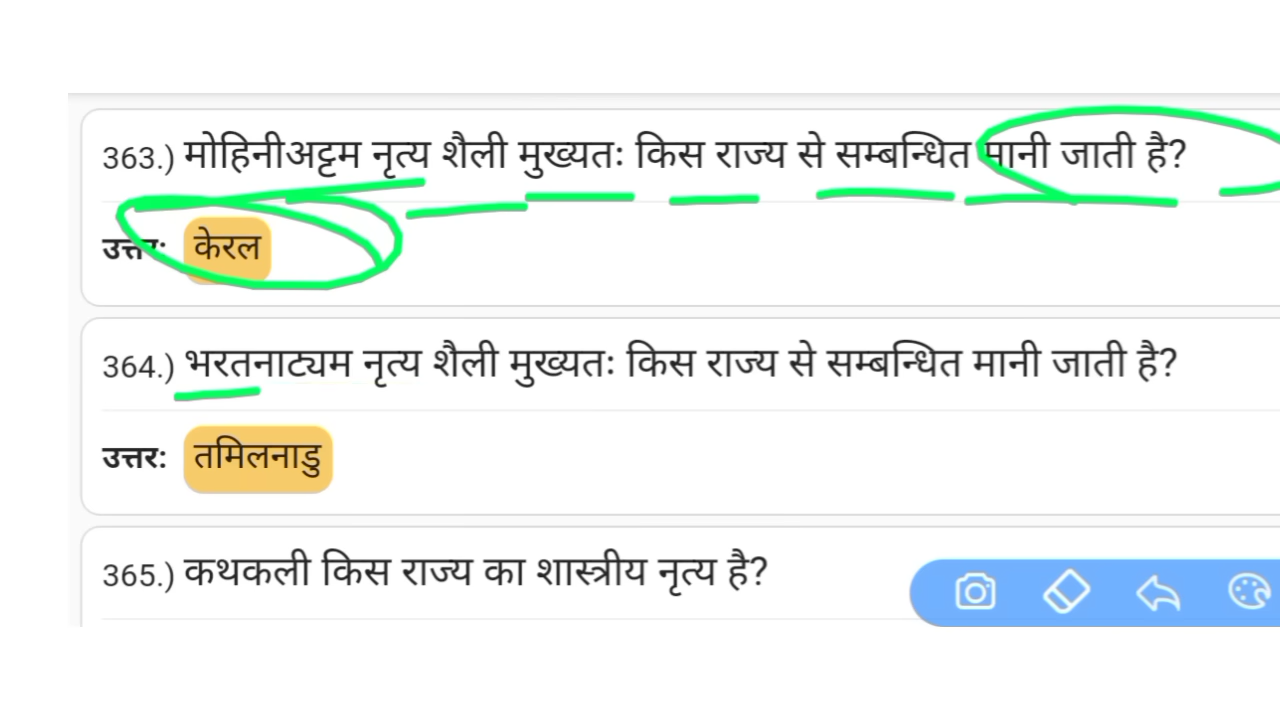 363.) मोहिनीअट्टम नृत्य शैली मुख्यतः किस राज्य से सम्बन्धित मानी जाती है?
उत्तर: केरल
364.) भरतनाट्यम नृत्य शैली मुख्यतः किस राज्य से सम्बन्धित मानी जाती है?
उत्तर: तमिलनाडु
365.) कथकली किस राज्य का शास्त्रीय नृत्य है?